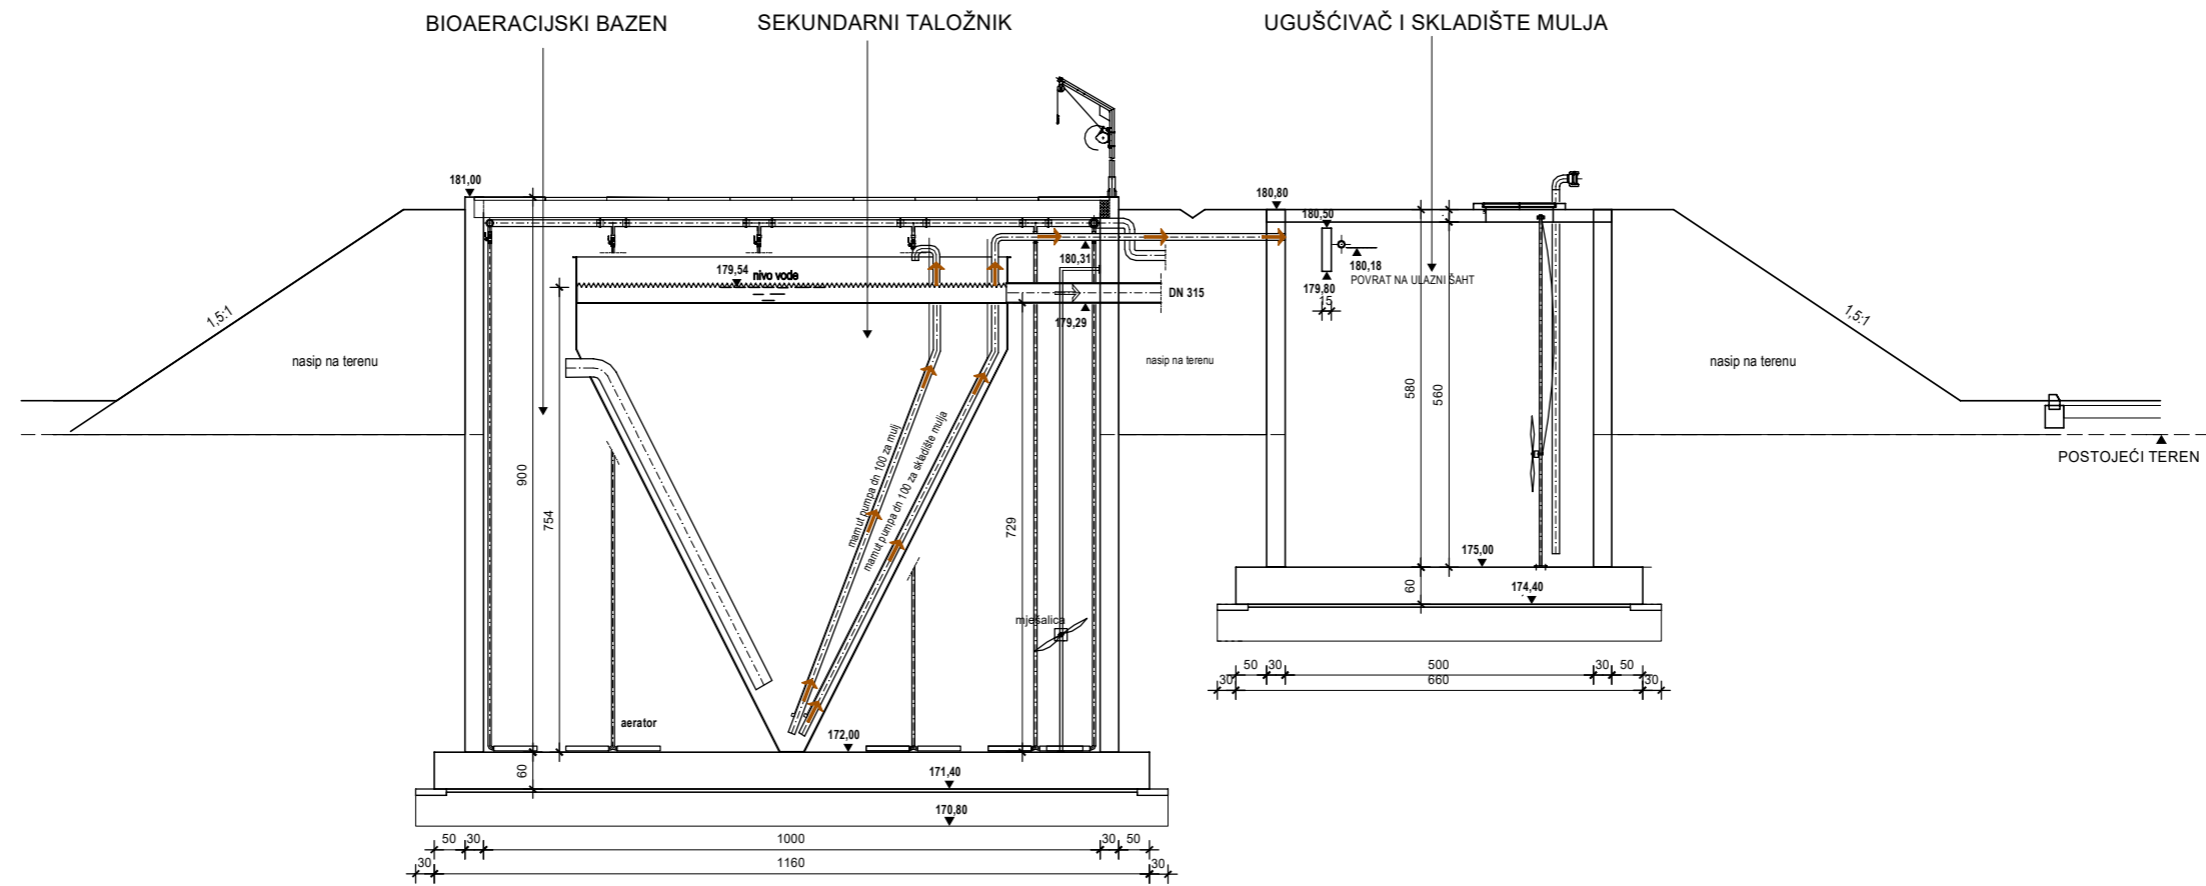 BIOAERACIJSKI BAZEN
SEKUNDARNI TALOŽNIK
UGUŠĆIVAČ I SKLADIŠTE MULJA
181,00
180,80
180,50
180,31
180,18
POVRAT NA ULAZNI ŠAHT
179,80
15
179,54
nivo vode
DN 315
179,29
1,5:1
1,5:1
nasip na terenu
nasip na terenu
nasip na terenu
580
560
900
754
729
mamut pumpa dn 100 za mulj
mamut pumpa dn 100 za skladište mulja
POSTOJEĆI TEREN
175,00
174,40
60
mješalica
aerator
172,00
60
171,40
170,80
50
30
500
30
50
30
660
30
50
30
1000
30
50
30
1160
30